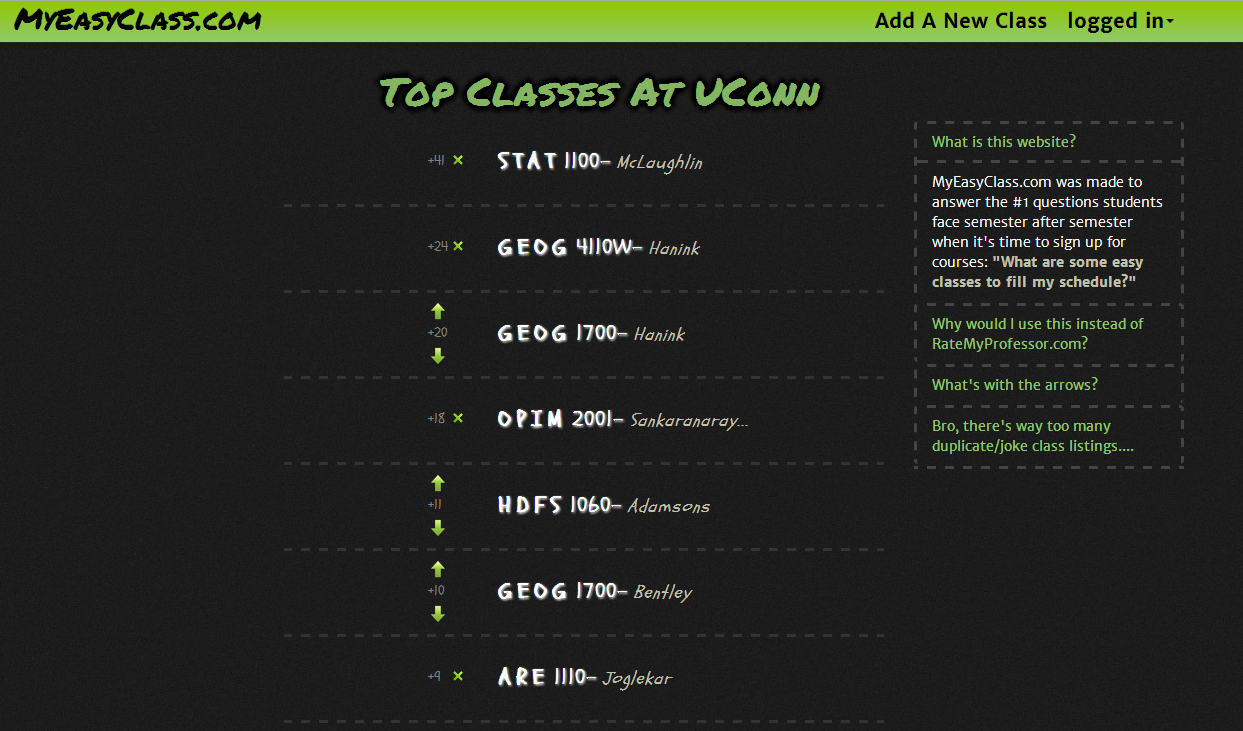 MyEasyClass.com
Add A New Class logged in
Top Classes At UConn
+41 STAT 1100– McLaughlin
+24 GEOG 4110W– Hanink
+20 GEOG 1700– Hanink
+18 OPIM 2001– Sankaranaray...
+11 HDFS 1060– Adamsons
+10 GEOG 1700– Bentley
+9 ARE 1110– Joglekar
What is this website?
MyEasyClass.com was made to
answer the #1 questions students
face semester after semester
when it's time to sign up for
courses: "What are some easy
classes to fill my schedule?"
Why would I use this instead of
RateMyProfessor.com?
What's with the arrows?
Bro, there's way too many
duplicate/joke class listings....